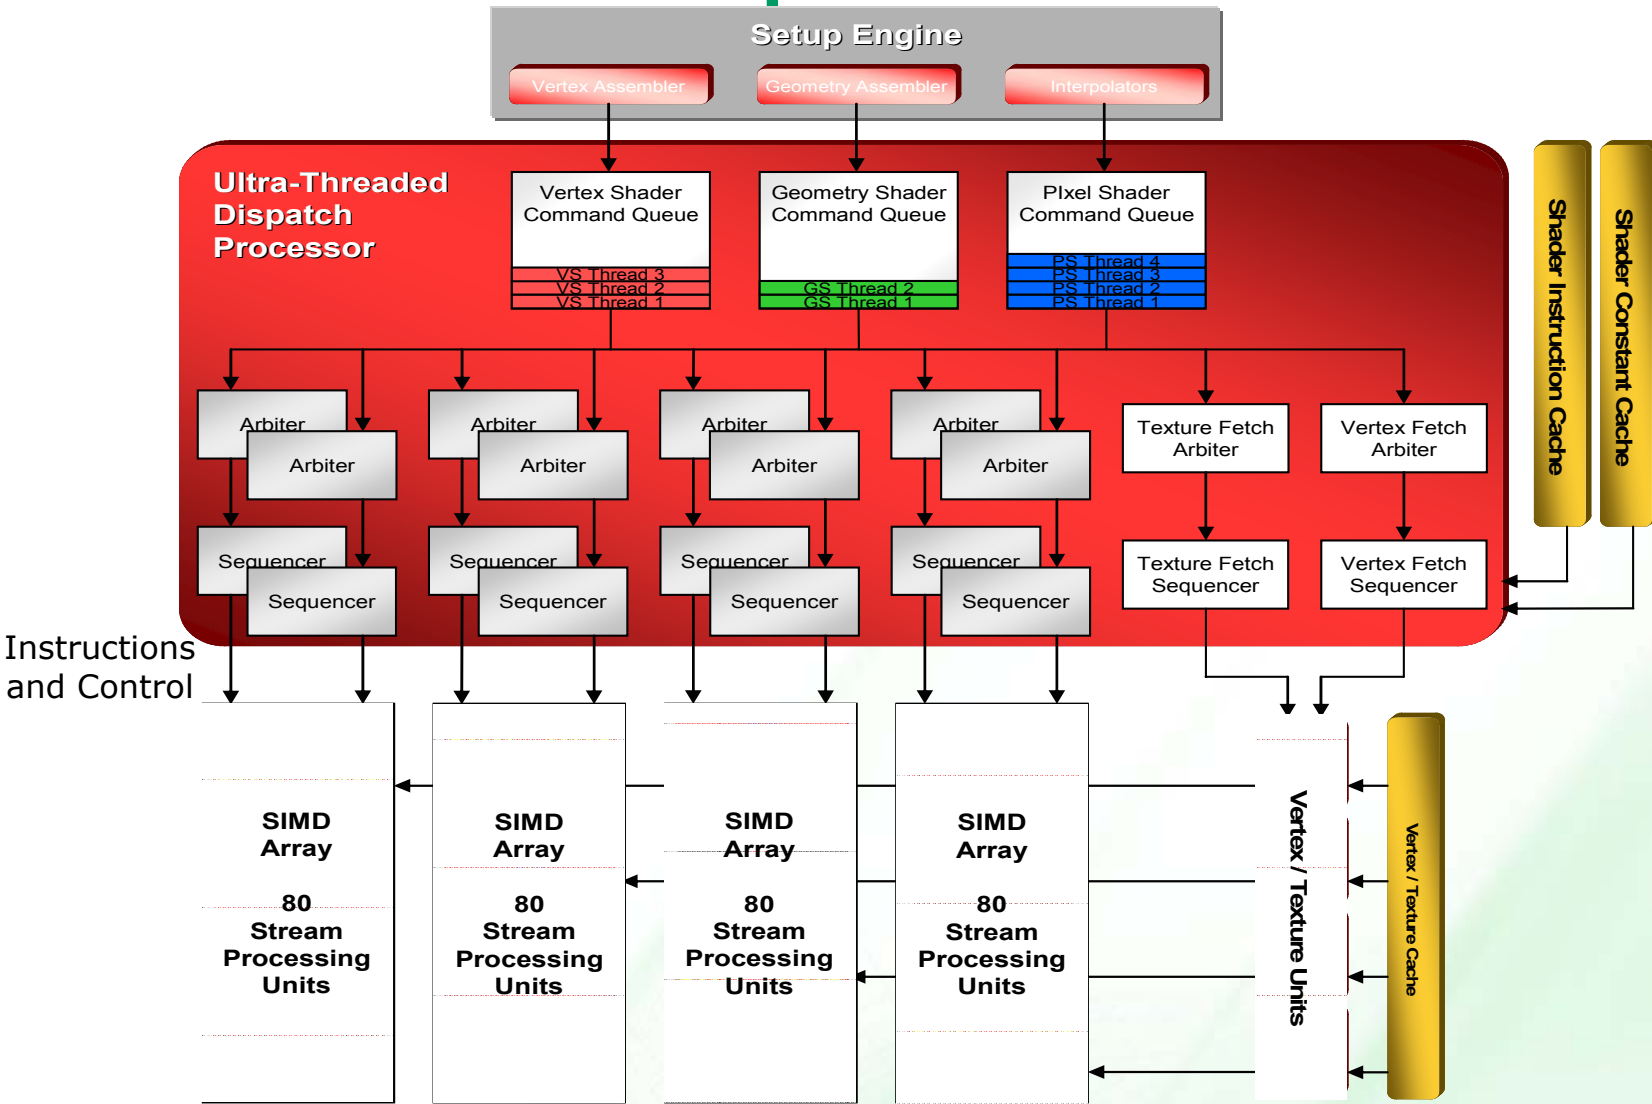 Setup Engine
Vertex Assembler
Geometry Assembler
Interpolators
Ultra-Threaded
Dispatch
Processor
Vertex Shader
Command Queue
VS Thread 3
VS Thread 2
VS Thread 1
Geometry Shader
Command Queue
GS Thread 2
GS Thread 1
PIxel Shader
Command Queue
PS Thread 4
PS Thread 3
PS Thread 2
PS Thread 1
Shader Instruction Cache
Shader Constant Cache
Arbiter
Arbiter
Arbiter
Arbiter
Arbiter
Arbiter
Arbiter
Arbiter
Texture Fetch
Arbiter
Vertex Fetch
Arbiter
Sequencer
Sequencer
Sequencer
Sequencer
Sequencer
Sequencer
Sequencer
Sequencer
Texture Fetch
Sequencer
Vertex Fetch
Sequencer
Instructions
and Control
SIMD
Array
80
Stream
Processing
Units
SIMD
Array
80
Stream
Processing
Units
SIMD
Array
80
Stream
Processing
Units
SIMD
Array
80
Stream
Processing
Units
Vertex / Texture Units
Vertex / Texture Cache